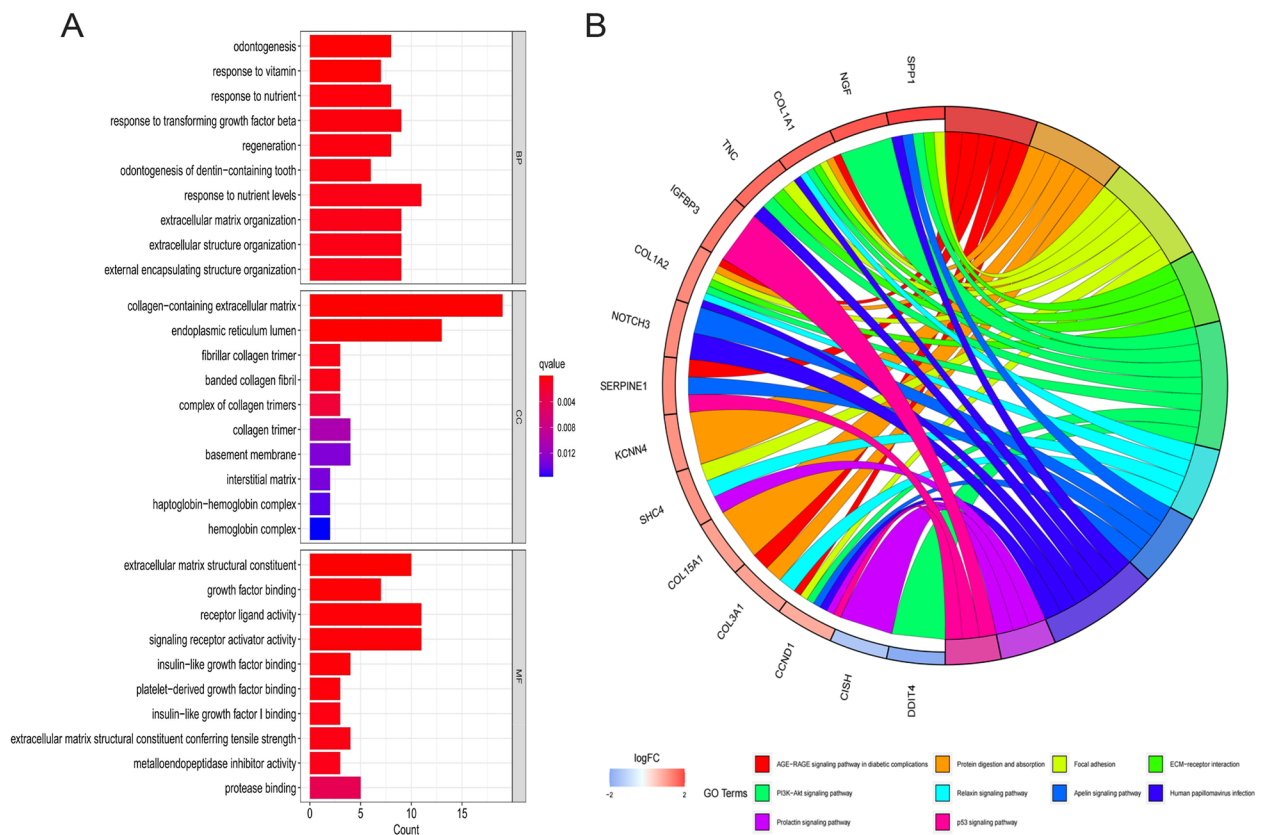 A
B
odontogenesis
response to vitamin
response to nutrient
response to transforming growth factor beta
regeneration
odontogenesis of dentin−containing tooth
response to nutrient levels
extracellular matrix organization
extracellular structure organization
external encapsulating structure organization
BP
collagen−containing extracellular matrix
endoplasmic reticulum lumen
fibrillar collagen trimer
banded collagen fibril
complex of collagen trimers
collagen trimer
basement membrane
interstitial matrix
haptoglobin−hemoglobin complex
hemoglobin complex
CC
extracellular matrix structural constituent
growth factor binding
receptor ligand activity
signaling receptor activator activity
insulin−like growth factor binding
platelet−derived growth factor binding
insulin−like growth factor I binding
extracellular matrix structural constituent conferring tensile strength
metalloendopeptidase inhibitor activity
protease binding
MF
0 5 10 15
Count
qvalue
0.004
0.008
0.012
SPP1
NGF
COL1A1
TNC
IGFBP3
COL1A2
NOTCH3
SERPINE1
KCNN4
SHC4
COL15A1
COL3A1
CCND1
CISH
DDIT4
logFC
−2 2
GO Terms
AGE−RAGE signaling pathway in diabetic complications
Protein digestion and absorption
Focal adhesion
ECM−receptor interaction
PI3K−Akt signaling pathway
Relaxin signaling pathway
Apelin signaling pathway
Human papillomavirus infection
Prolactin signaling pathway
p53 signaling pathway